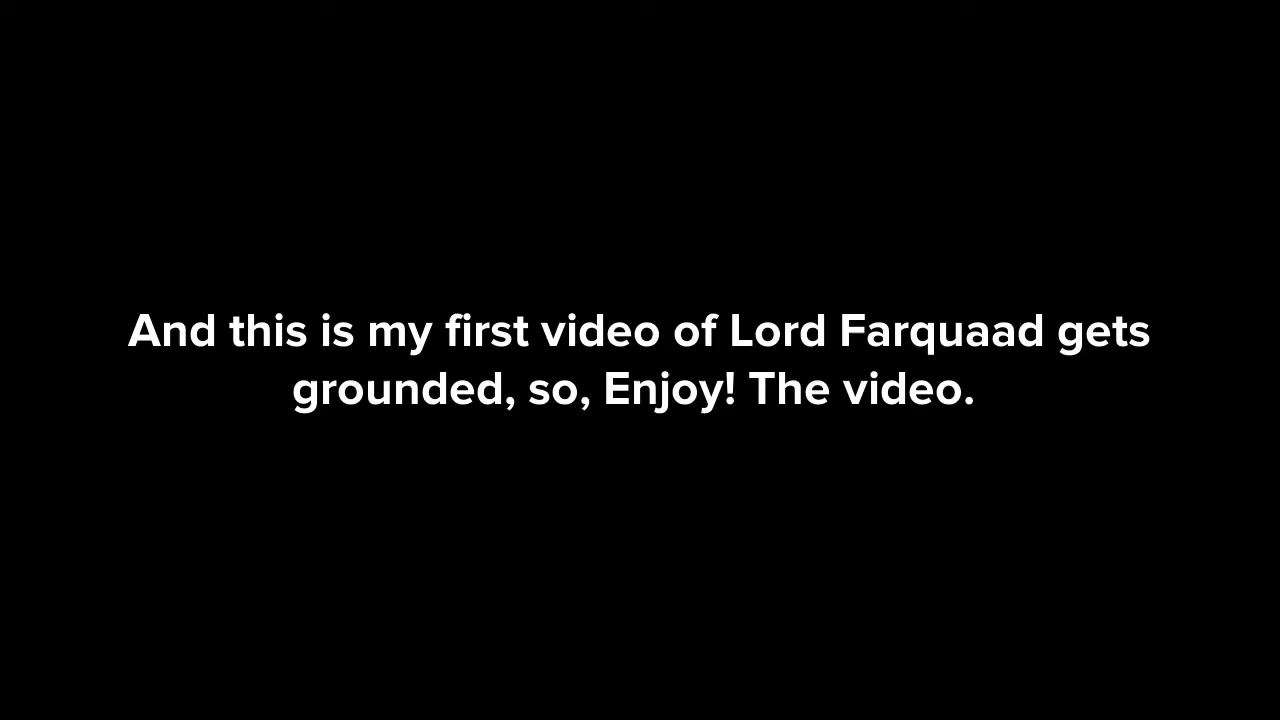 And this is my first video of Lord Farquaad gets
grounded, so, Enjoy! The video.